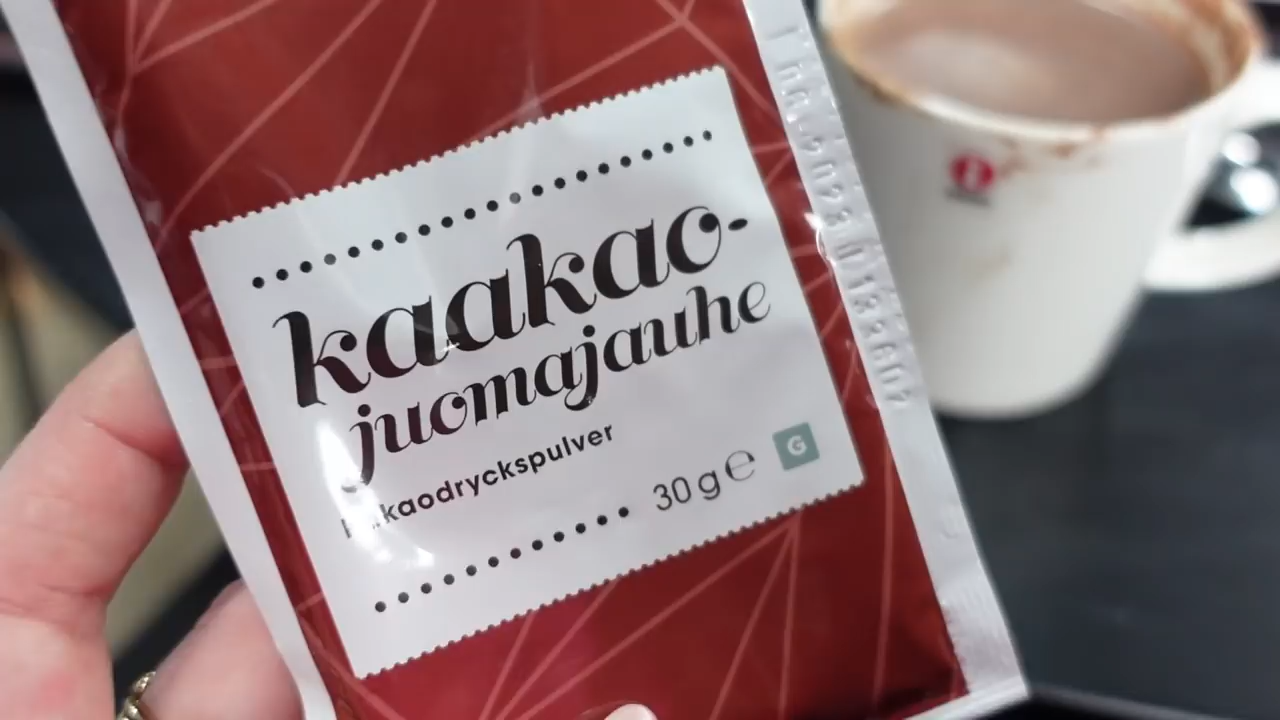 kaakao-
juomajauhe
kakaodryckspulver
30 g e G